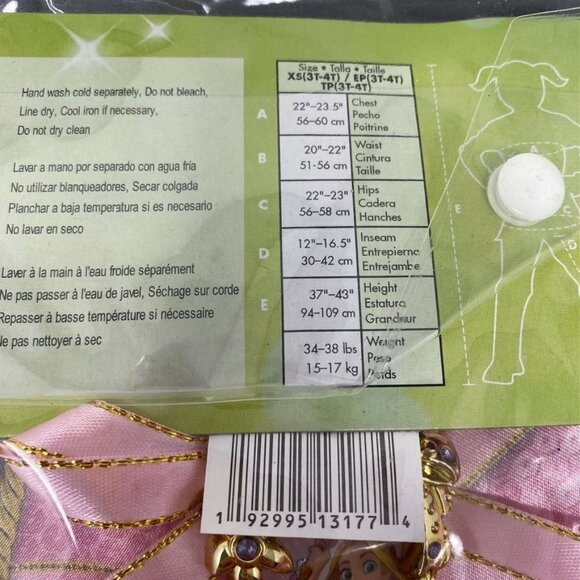 Hand wash cold separately, Do not bleach,
Line dry, Cool iron if necessary,
Do not dry clean
Lavar a mano por separado con agua fria
No utilizar blanqueadores, Secar colgada
Planchar a baja temperatura si es necesario
No lavar en seco
Laver à la main à l'eau froide séparément
Ne pas passer à l'eau de javel, Séchage sur corde
Repasser à basse température si nécessaire
Ne pas nettoyer à sec
Size • Talla • Taille
XS(3T-4T) / EP(3T-4T)
TP(3T-4T)
A
22"–23.5"
56–60 cm
Chest
Pecho
Poitrine
B
20"–22"
51-56 cm
Waist
Cintura
Taille
C
22"–23"
56–58 cm
Hips
Cadera
Hanches
D
12"–16.5"
30–42 cm
Inseam
Entrepierna
Entrejambe
E
37"–43"
94–109 cm
Height
Estatura
Grandeur
34–38 lbs
15–17 kg
Weight
Peso
Poids
A
E
C
1 92995 13177 4